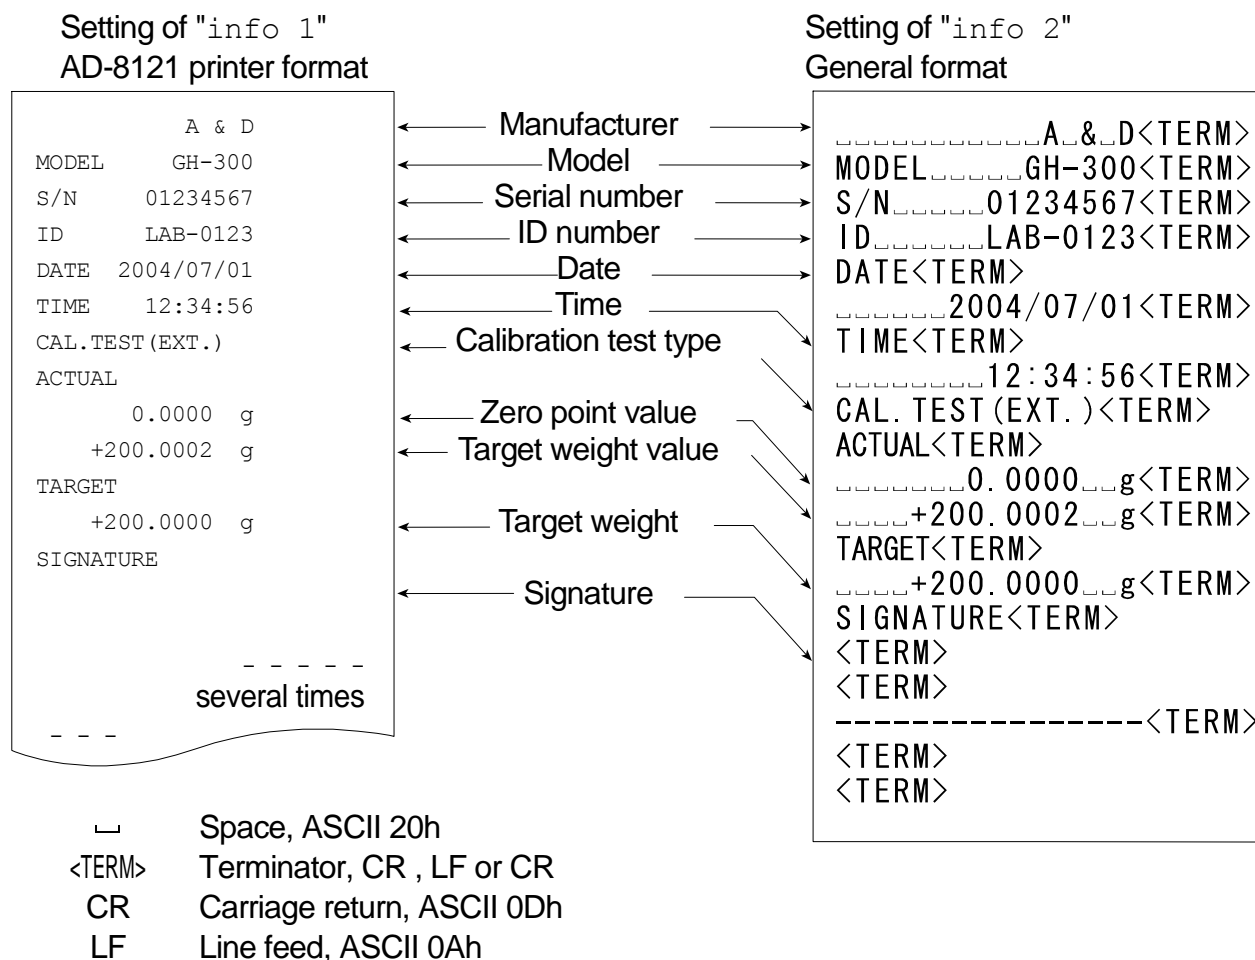 Setting of "info 1"
AD-8121 printer format
A & D
MODEL GH-300
S/N 01234567
ID LAB-0123
DATE 2004/07/01
TIME 12:34:56
CAL.TEST(EXT.)
ACTUAL
0.0000 g
+200.0002 g
TARGET
+200.0000 g
SIGNATURE
- - - - -
several times
- - -
Manufacturer
Model
Serial number
ID number
Date
Time
Calibration test type
Zero point value
Target weight value
Target weight
Signature
Setting of "info 2"
General format
␣␣␣␣␣␣␣␣␣␣␣A␣&␣D<TERM>
MODEL␣␣␣␣␣GH-300<TERM>
S/N␣␣␣␣␣01234567<TERM>
ID␣␣␣␣␣␣LAB-0123<TERM>
DATE<TERM>
␣␣␣␣␣␣2004/07/01<TERM>
TIME<TERM>
␣␣␣␣␣␣␣␣12:34:56<TERM>
CAL.TEST(EXT.)<TERM>
ACTUAL<TERM>
␣␣␣␣␣␣␣0.0000␣␣g<TERM>
␣␣␣␣+200.0002␣␣g<TERM>
TARGET<TERM>
␣␣␣␣+200.0000␣␣g<TERM>
SIGNATURE<TERM>
<TERM>
<TERM>
----------------<TERM>
<TERM>
<TERM>
␣ Space, ASCII 20h
<TERM> Terminator, CR , LF or CR
CR Carriage return, ASCII 0Dh
LF Line feed, ASCII 0Ah